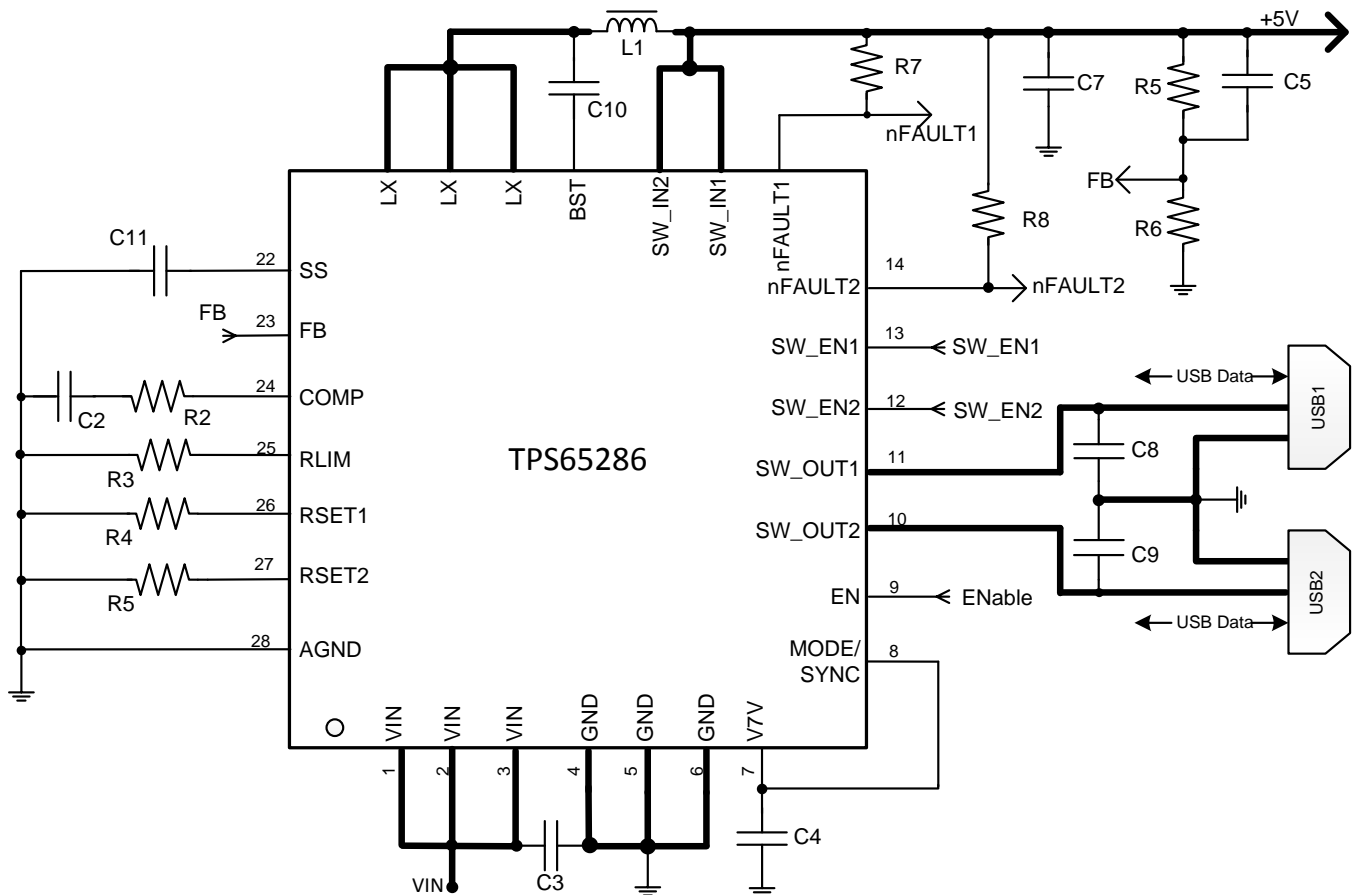 +5V
L1
R7
C10
C7
R5
C5
nFAULT1
FB
R8
R6
LX
LX
LX
BST
SW_IN2
SW_IN1
nFAULT1
C11
22
SS
14
nFAULT2
nFAULT2
FB
23
FB
13
SW_EN1
SW_EN1
USB Data
USB1
C2
R2
24
COMP
12
SW_EN2
SW_EN2
R3
25
RLIM
TPS65286
11
SW_OUT1
C8
R4
26
RSET1
10
SW_OUT2
C9
R5
27
RSET2
9
EN
ENable
USB2
USB Data
28
AGND
8
MODE/
SYNC
VIN
VIN
VIN
GND
GND
GND
V7V
1
2
3
4
5
6
7
C3
C4
VIN